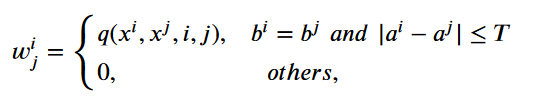 w_j^i = { q(x^i, x^j, i, j), b^i = b^j and |a^i − a^j| ≤ T
0, others,